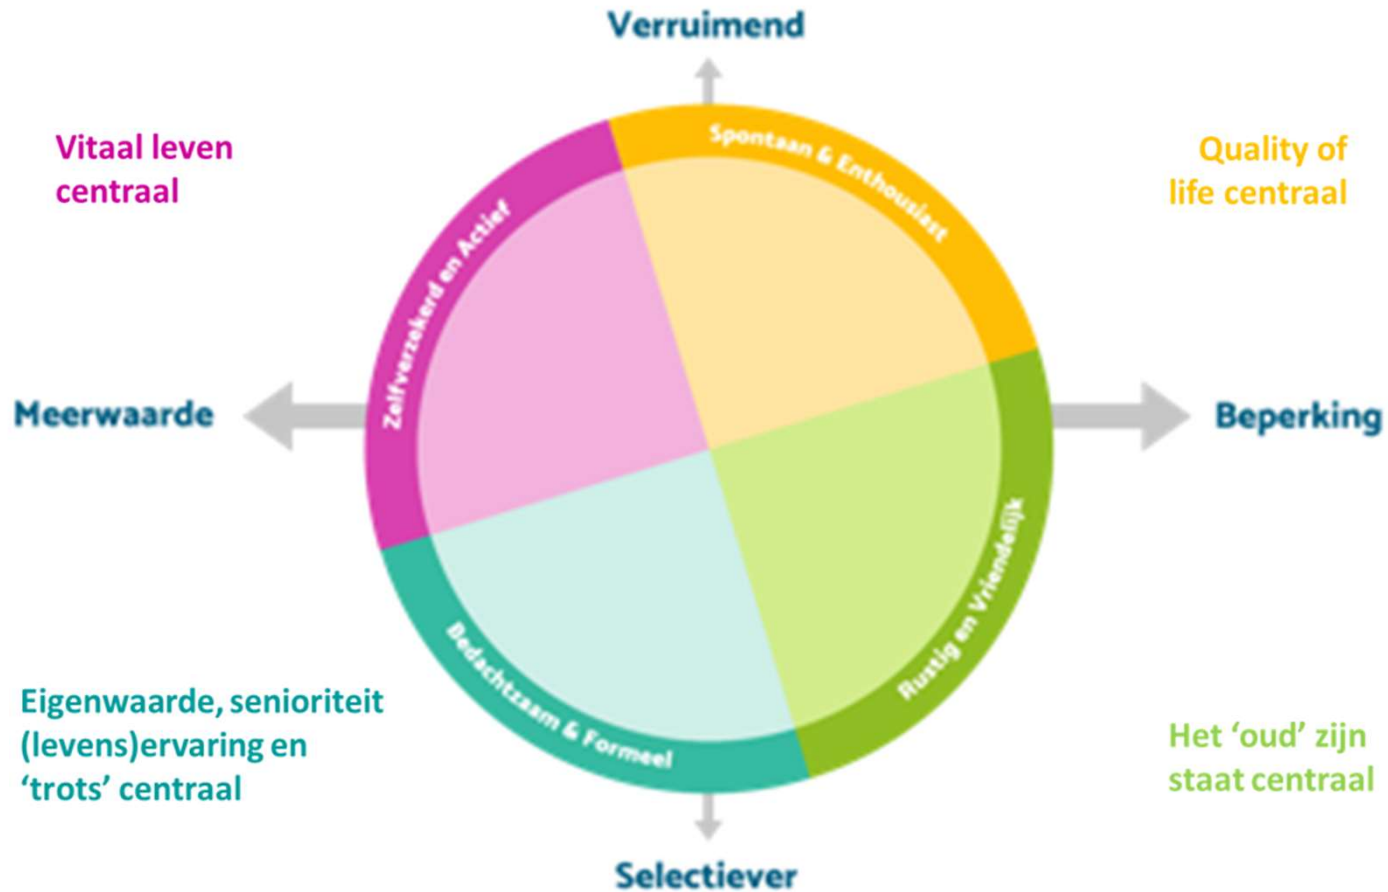 Verruimend
Vitaal leven
centraal
Spontaan & Enthousiast
Quality of
life centraal
Zelfverzekerd en Actief
Meerwaarde
Beperking
Rustig en Vriendelijk
Bedachtzaam & Formeel
Eigenwaarde, senioriteit
(levens)ervaring en
‘trots’ centraal
Het ‘oud’ zijn
staat centraal
Selectiever